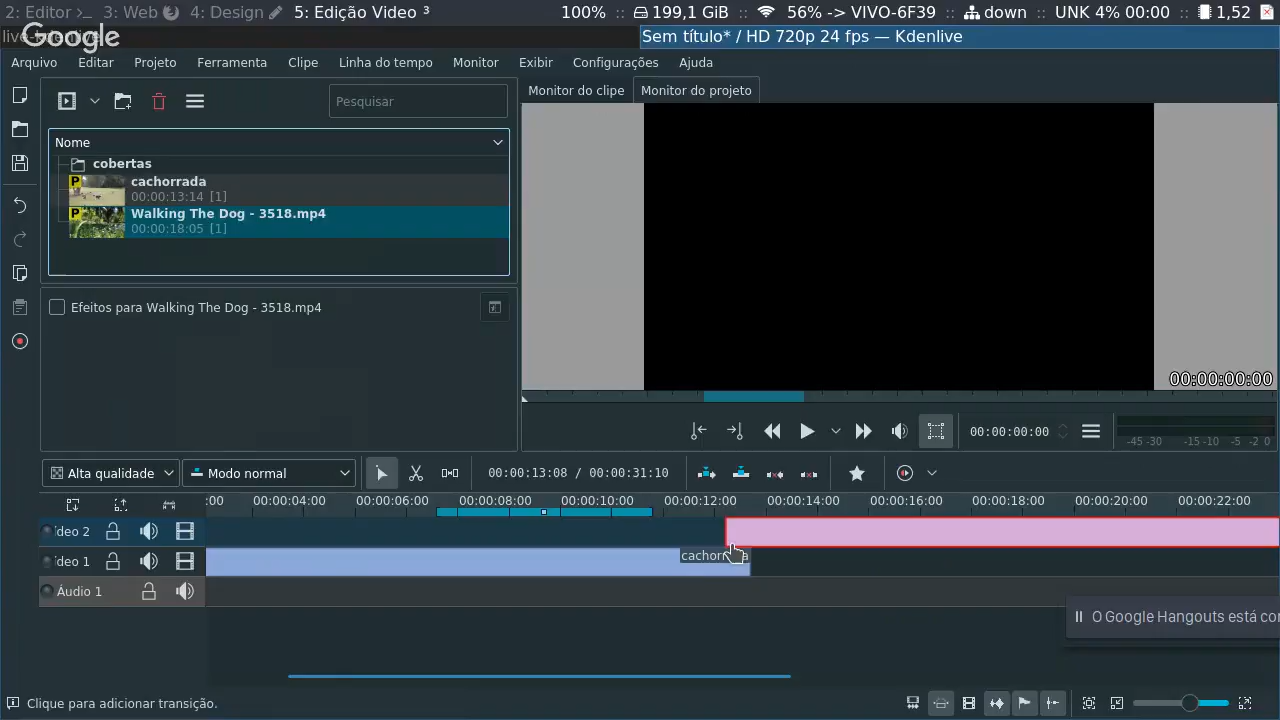 2: Editor >_ 3: Web 4: Design 5: Edição Video ³ 100% :: 199,1 GiB :: 56% -> VIVO-6F39 :: down :: UNK 4% 00:00 :: 1,52
Google
Sem título* / HD 720p 24 fps — Kdenlive
Arquivo Editar Projeto Ferramenta Clipe Linha do tempo Monitor Exibir Configurações Ajuda
Pesquisar
Monitor do clipe Monitor do projeto
Nome
cobertas
P
cachorrada
00:00:13:14 [1]
P
Walking The Dog - 3518.mp4
00:00:18:05 [1]
Efeitos para Walking The Dog - 3518.mp4
00:00:00:00
00:00:00:00
-45 -30 -15 -10 -5 -2 0
Alta qualidade Modo normal 00:00:13:08 / 00:00:31:10
:00 00:00:04:00 00:00:06:00 00:00:08:00 00:00:10:00 00:00:12:00 00:00:14:00 00:00:16:00 00:00:18:00 00:00:20:00 00:00:22:00
ídeo 2
ídeo 1
cachorrada
Áudio 1
O Google Hangouts está co
Clique para adicionar transição.